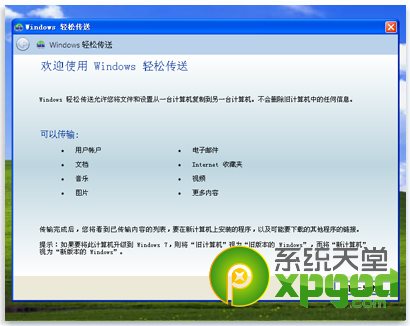 Windows 轻松传送
Windows 轻松传送
欢迎使用 Windows 轻松传送
Windows 轻松传送允许您将文件和设置从一台计算机复制到另一台计算机。不会删除旧计算机中的任何信息。
可以传输:
• 用户帐户
• 电子邮件
• 文档
• Internet 收藏夹
• 音乐
• 视频
• 图片
• 更多内容
传输完成后，您将看到已传输内容的列表，要在新计算机上安装的程序，以及可能要下载的其他程序的链接。
提示：如果要将此计算机升级到 Windows 7，则将“旧计算机”视为“旧版本的 Windows”，而将“新计算机”
视为“新版本的 Windows”。
系统天堂
xpgod.com